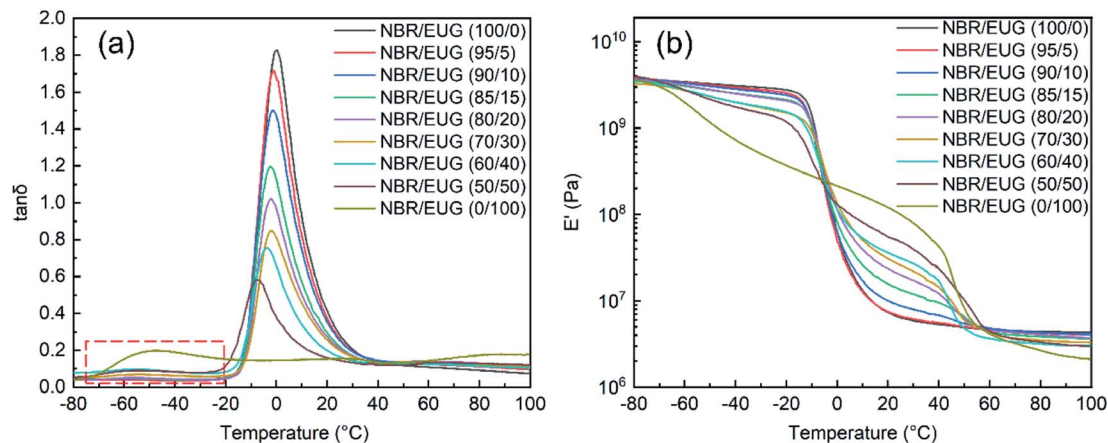 (a)
NBR/EUG (100/0)
NBR/EUG (95/5)
NBR/EUG (90/10)
NBR/EUG (85/15)
NBR/EUG (80/20)
NBR/EUG (70/30)
NBR/EUG (60/40)
NBR/EUG (50/50)
NBR/EUG (0/100)
tanδ
2.0
1.8
1.6
1.4
1.2
1.0
0.8
0.6
0.4
0.2
0.0
-80 -60 -40 -20 0 20 40 60 80 100
Temperature (°C)
(b)
NBR/EUG (100/0)
NBR/EUG (95/5)
NBR/EUG (90/10)
NBR/EUG (85/15)
NBR/EUG (80/20)
NBR/EUG (70/30)
NBR/EUG (60/40)
NBR/EUG (50/50)
NBR/EUG (0/100)
E' (Pa)
10¹⁰
10⁹
10⁸
10⁷
10⁶
-80 -60 -40 -20 0 20 40 60 80 100
Temperature (°C)